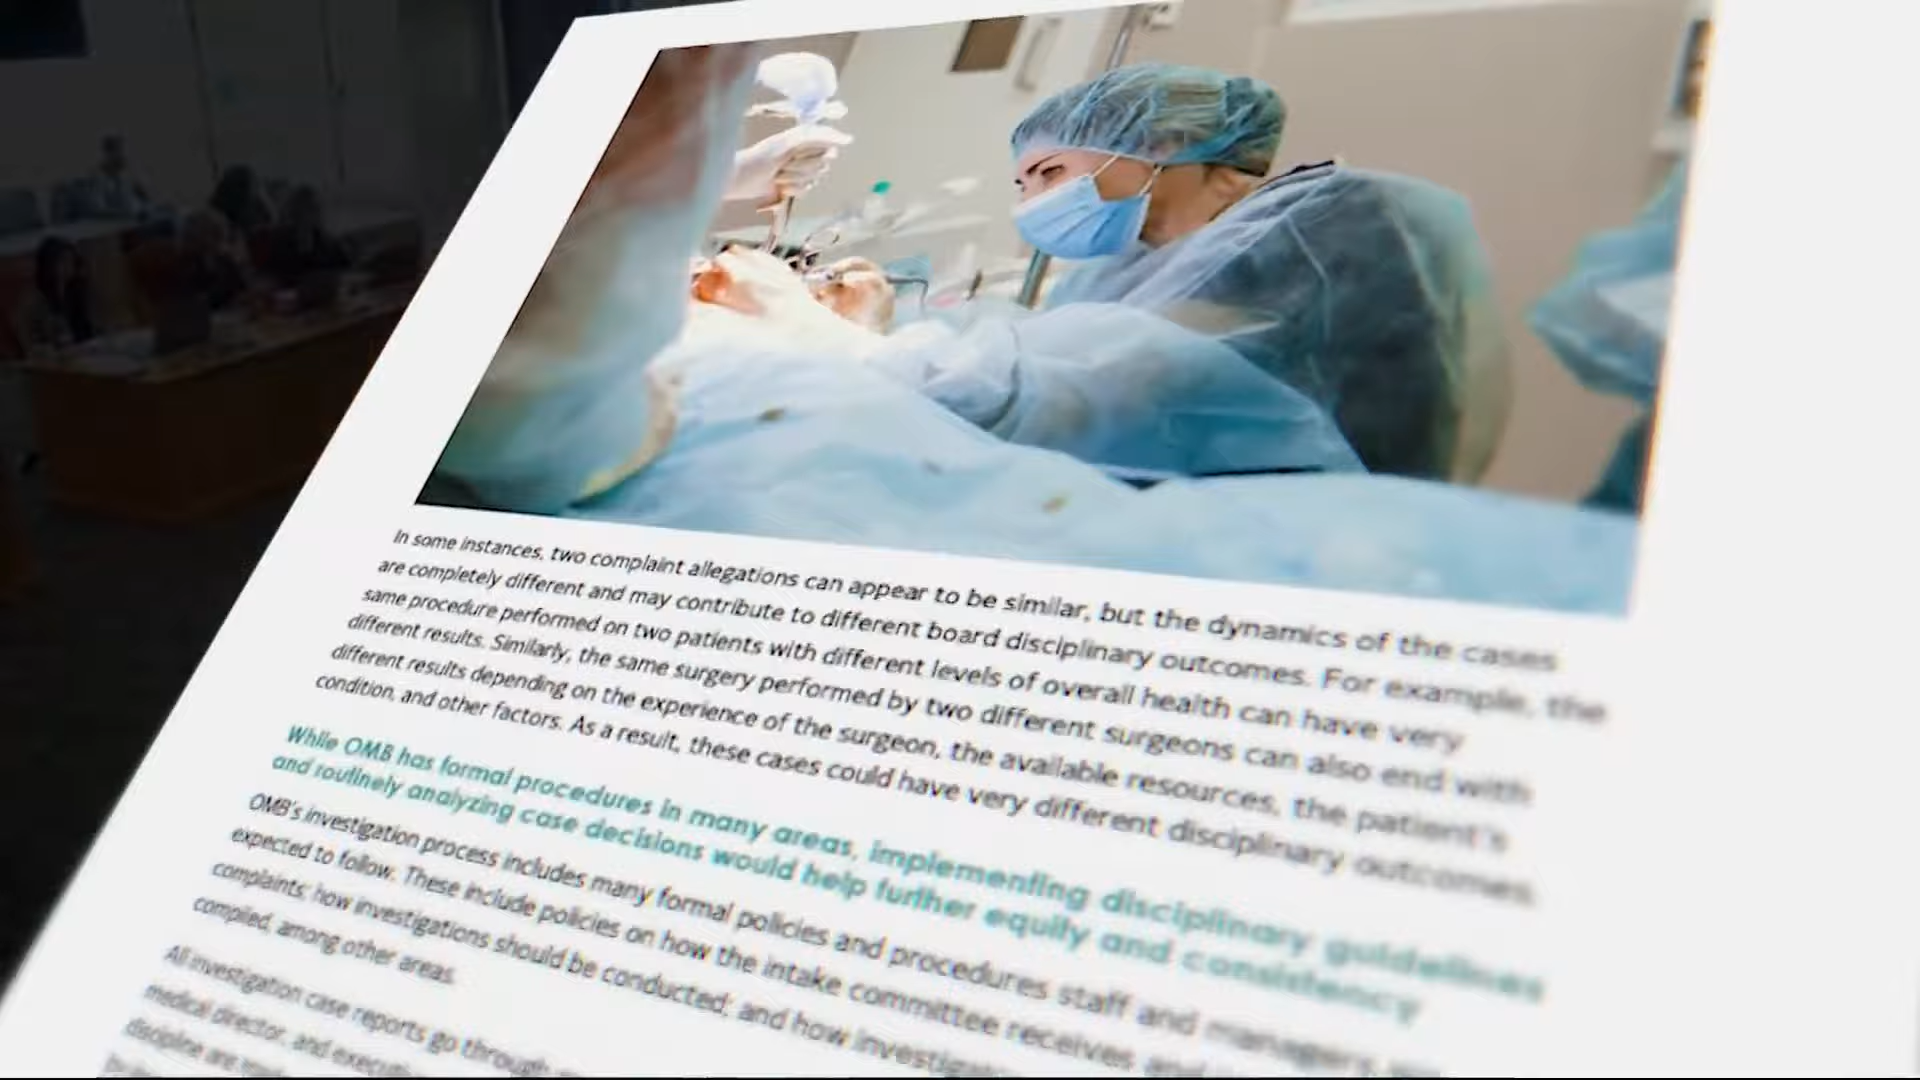 In some instances, two complaint allegations can appear to be similar, but the dynamics of the cases
are completely different and may contribute to different board disciplinary outcomes. For example, the
same procedure performed on two patients with different levels of overall health can have very
different results. Similarly, the same surgery performed by two different surgeons can also end with
different results depending on the experience of the surgeon, the available resources, the patient's
condition, and other factors. As a result, these cases could have very different disciplinary outcomes.
While OMB has formal procedures in many areas, implementing disciplinary guidelines
and routinely analyzing case decisions would help further equity and consistency
OMB's investigation process includes many formal policies and procedures staff and managers
expected to follow. These include policies on how the intake committee receives and
complaints; how investigations should be conducted; and how
compiled, among other areas.
All investigation case reports go through
medical director, and
discipline are